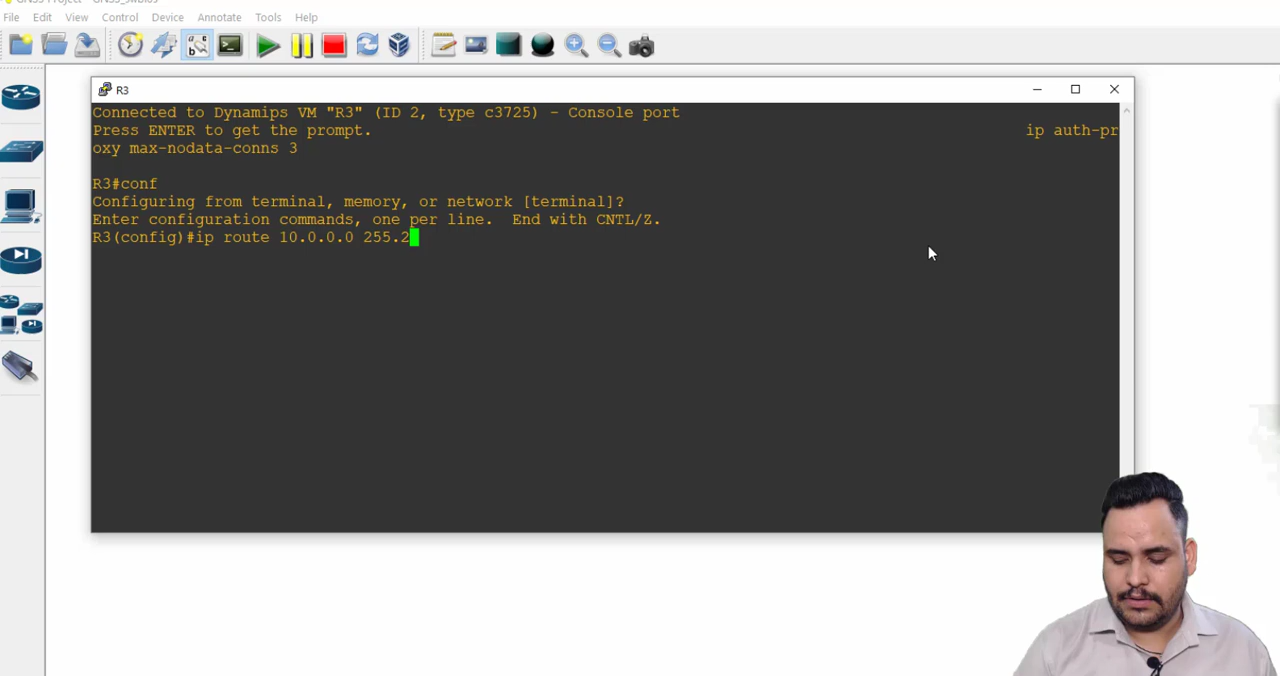 File Edit View Control Device Annotate Tools Help
R3
Connected to Dynamips VM "R3" (ID 2, type c3725) - Console port
Press ENTER to get the prompt. ip auth-pr
oxy max-nodata-conns 3
R3#conf
Configuring from terminal, memory, or network [terminal]?
Enter configuration commands, one per line.  End with CNTL/Z.
R3(config)#ip route 10.0.0.0 255.2